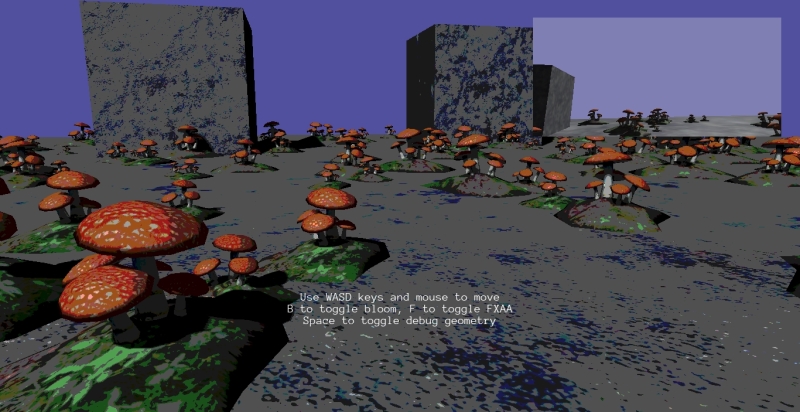 Use WASD keys and mouse to move
B to toggle bloom, F to toggle FXAA
Space to toggle debug geometry